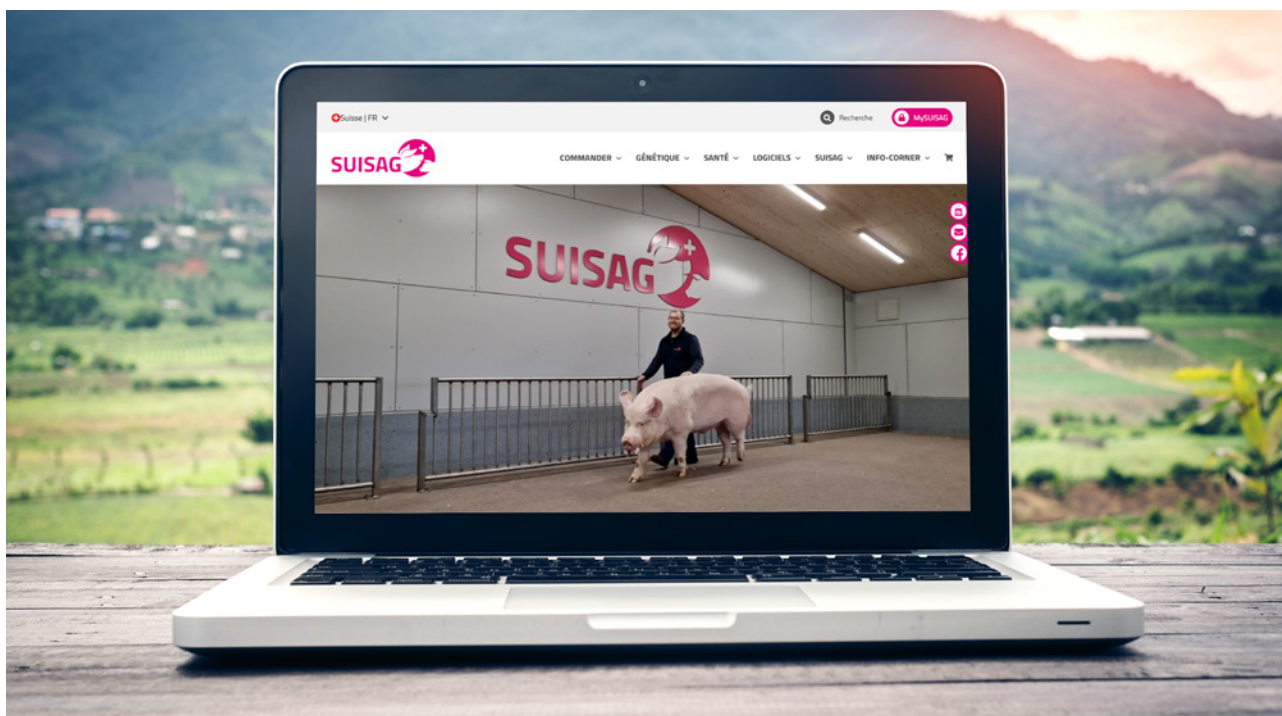 Suisse | FR
Recherche
MySUISAG
SUISAG
COMMANDER
GÉNÉTIQUE
SANTÉ
LOGICIELS
SUISAG
INFO-CORNER
SUISAG